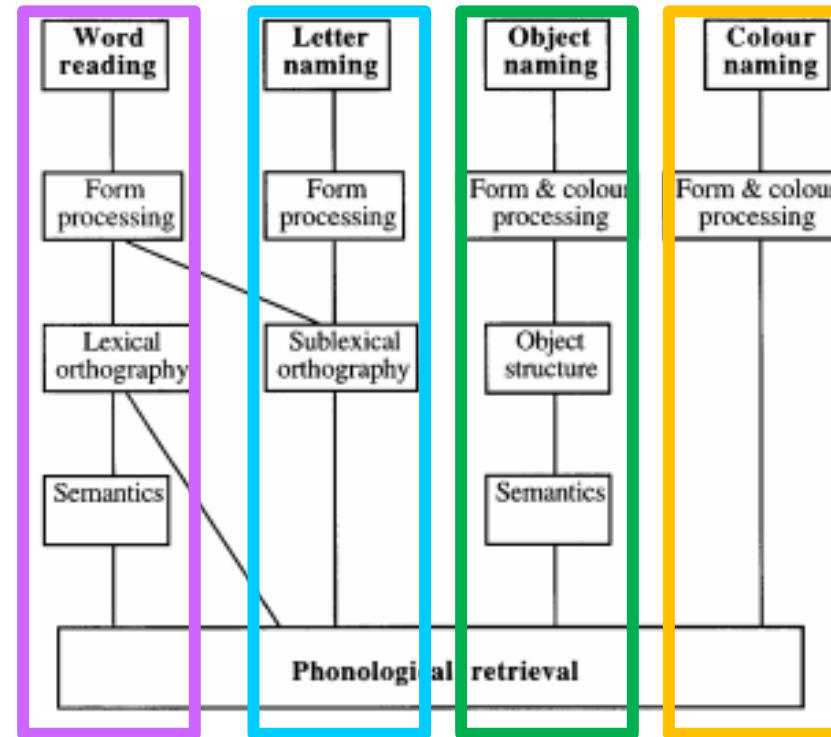 Word
reading
Letter
naming
Object
naming
Colour
naming
Form
processing
Form
processing
Form & colour
processing
Form & colour
processing
Lexical
orthography
Sublexical
orthography
Object
structure
Semantics
Semantics
Phonological retrieval